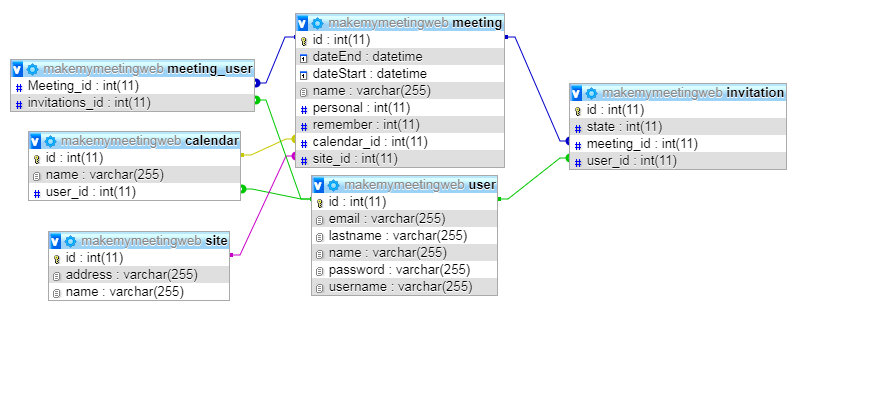 makemymeetingweb meeting
id : int(11)
dateEnd : datetime
dateStart : datetime
name : varchar(255)
personal : int(11)
remember : int(11)
calendar_id : int(11)
site_id : int(11)
makemymeetingweb meeting_user
Meeting_id : int(11)
invitations_id : int(11)
makemymeetingweb invitation
id : int(11)
state : int(11)
meeting_id : int(11)
user_id : int(11)
makemymeetingweb calendar
id : int(11)
name : varchar(255)
user_id : int(11)
makemymeetingweb user
id : int(11)
email : varchar(255)
lastname : varchar(255)
name : varchar(255)
password : varchar(255)
username : varchar(255)
makemymeetingweb site
id : int(11)
address : varchar(255)
name : varchar(255)